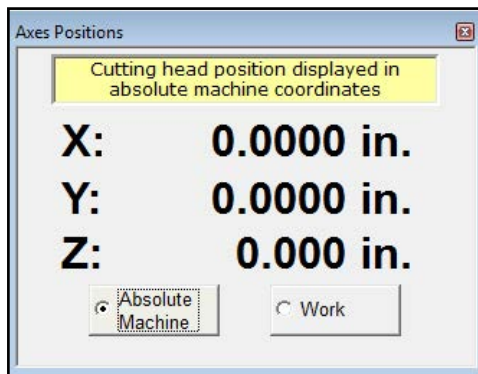 Axes Positions
Cutting head position displayed in
absolute machine coordinates
X: 0.0000 in.
Y: 0.0000 in.
Z: 0.000 in.
Absolute
Machine
Work